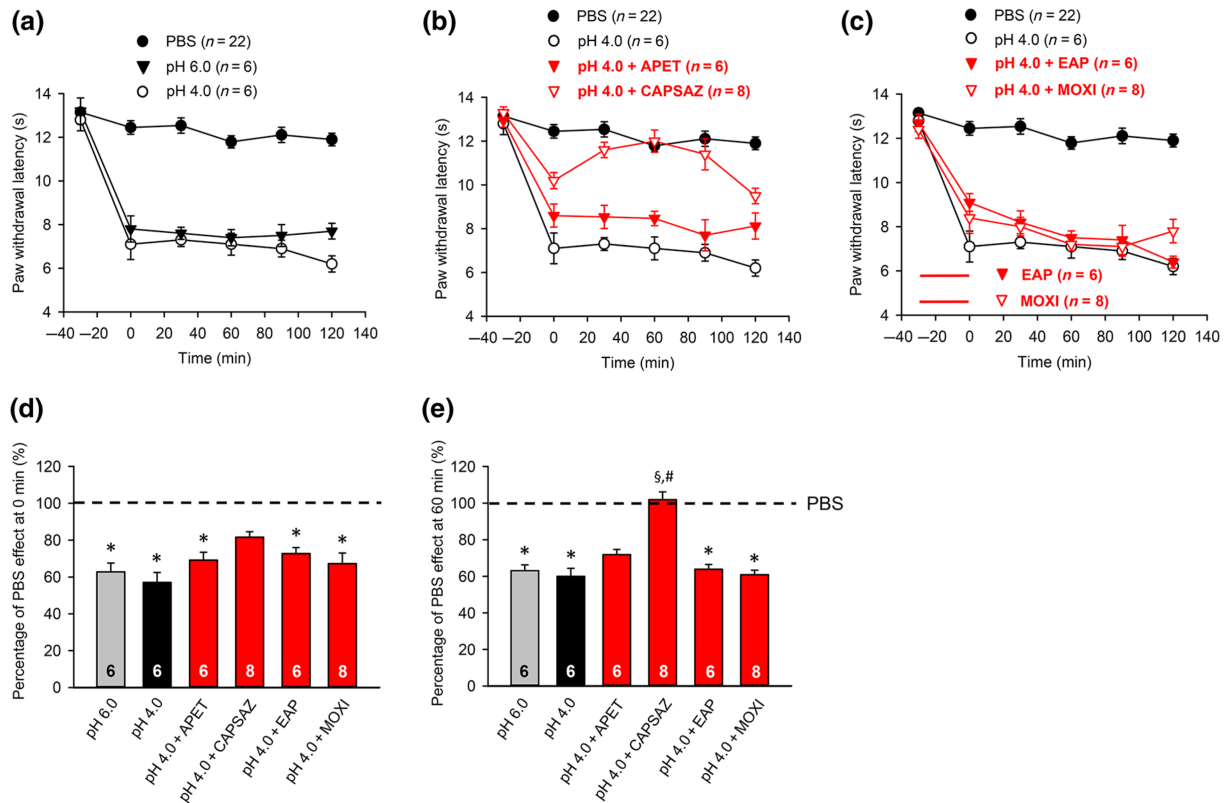 (a)
PBS (n = 22)
pH 6.0 (n = 6)
pH 4.0 (n = 6)
Paw withdrawal latency (s)
14
12
10
8
6
4
–40 –20 0 20 40 60 80 100 120 140
Time (min)
(b)
PBS (n = 22)
pH 4.0 (n = 6)
pH 4.0 + APET (n = 6)
pH 4.0 + CAPSAZ (n = 8)
Paw withdrawal latency (s)
14
12
10
8
6
4
–40 –20 0 20 40 60 80 100 120 140
Time (min)
(c)
PBS (n = 22)
pH 4.0 (n = 6)
pH 4.0 + EAP (n = 6)
pH 4.0 + MOXI (n = 8)
Paw withdrawal latency (s)
14
12
10
8
6
4
EAP (n = 6)
MOXI (n = 8)
–40 –20 0 20 40 60 80 100 120 140
Time (min)
(d)
Percentage of PBS effect at 0 min (%)
120
100
80
60
40
20
0
* * * * *
6 6 6 8 6 8
pH 6.0
pH 4.0
pH 4.0 + APET
pH 4.0 + CAPSAZ
pH 4.0 + EAP
pH 4.0 + MOXI
(e)
Percentage of PBS effect at 60 min (%)
120
100
80
60
40
20
0
§,#
PBS
* * * *
6 6 6 8 6 8
pH 6.0
pH 4.0
pH 4.0 + APET
pH 4.0 + CAPSAZ
pH 4.0 + EAP
pH 4.0 + MOXI